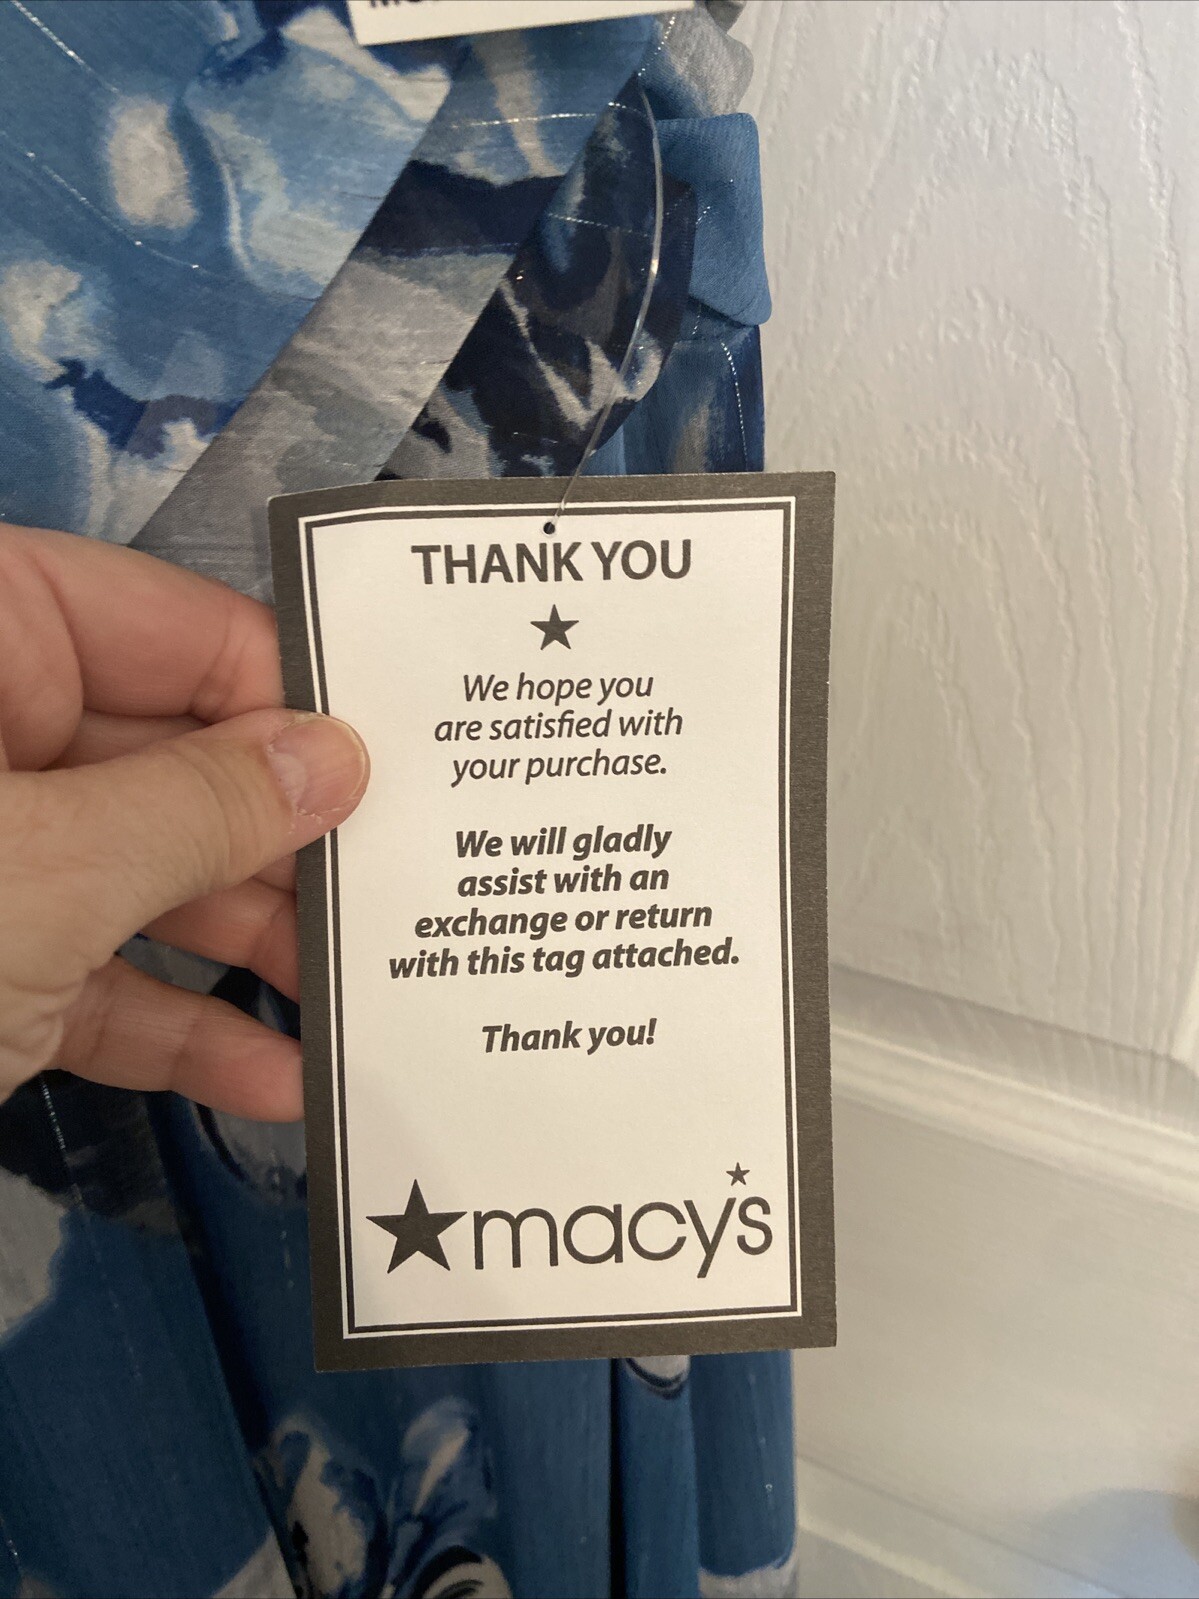 THANK YOU
We hope you
are satisfied with
your purchase.
We will gladly
assist with an
exchange or return
with this tag attached.
Thank you!
macy's